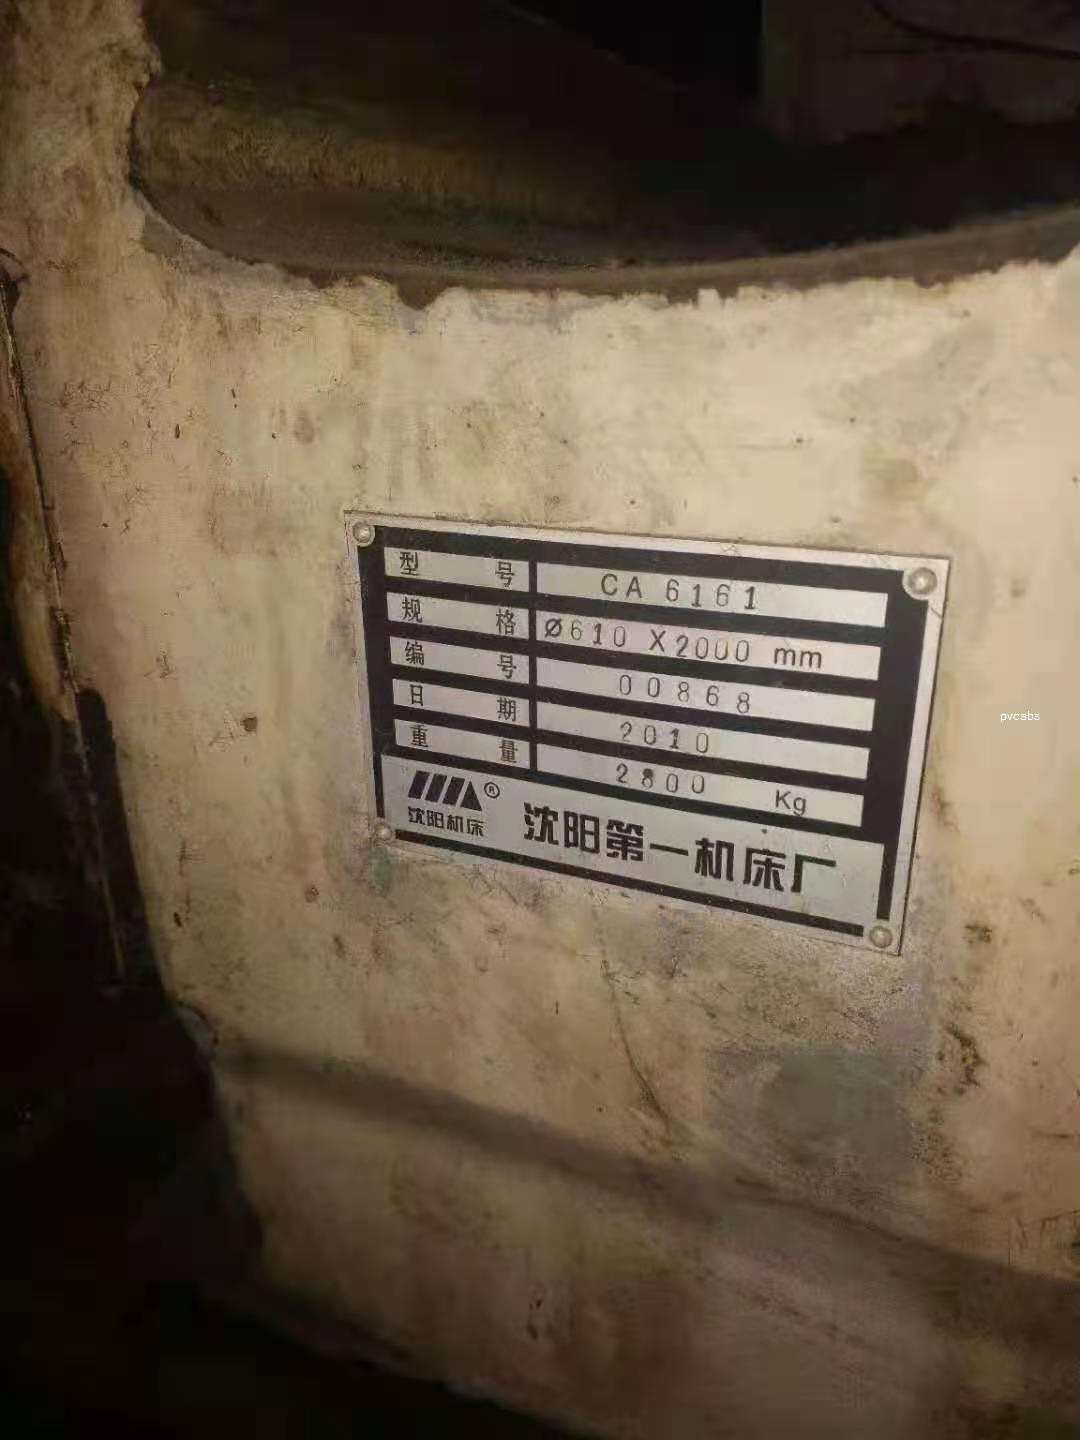 型号 CA 6161
规格 Ø610 X2000 mm
编号 00868
日期 2010
重量 2800 Kg
®
沈阳机床 沈阳第一机床厂
pvcabs